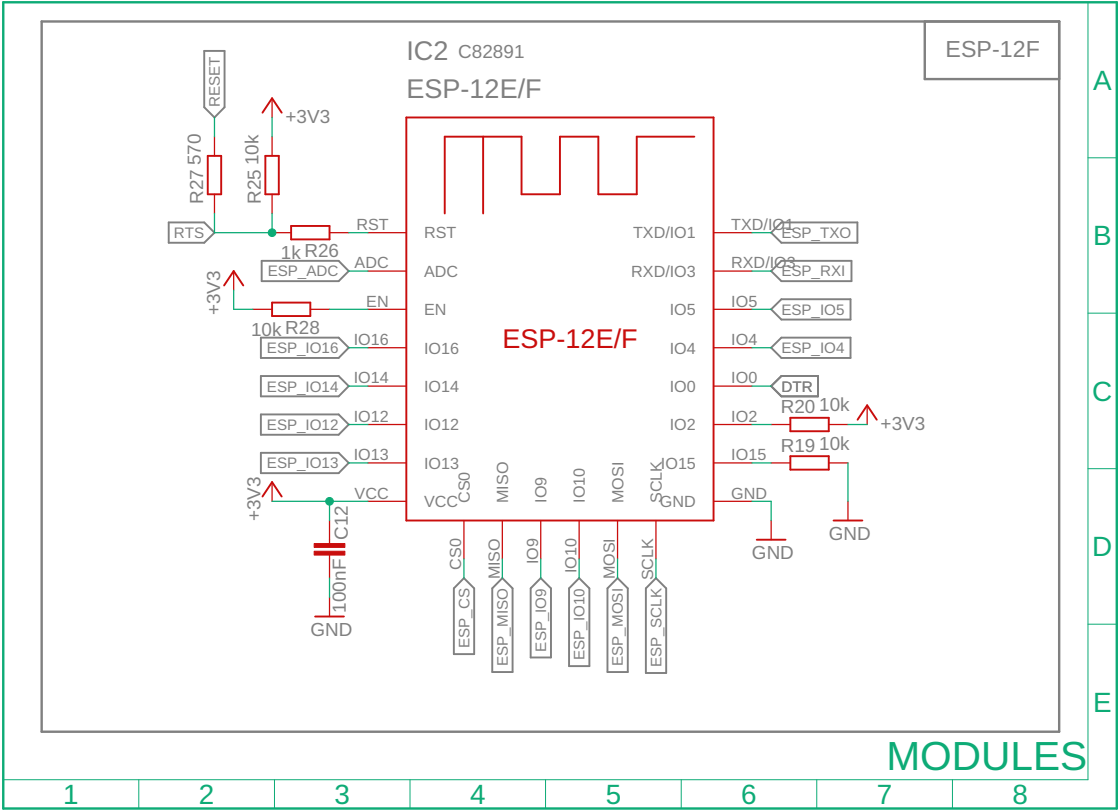 IC2 C82891
ESP-12E/F
ESP-12F
A
RESET
+3V3
R27 570
R25 10k
RTS
1k R26
RST
RST
TXD/IO1
TXD/IO1
ESP_TXO
B
ESP_ADC
ADC
ADC
RXD/IO3
RXD/IO3
ESP_RXI
+3V3
10k R28
EN
EN
IO5
IO5
ESP_IO5
ESP-12E/F
ESP_IO16
IO16
IO16
IO4
IO4
ESP_IO4
ESP_IO14
IO14
IO14
IO0
IO0
DTR
C
R20 10k
ESP_IO12
IO12
IO12
IO2
IO2
+3V3
R19 10k
ESP_IO13
IO13
IO13
IO15
IO15
+3V3
VCC
VCC
CS0
MISO
IO9
IO10
MOSI
SCLK
GND
GND
GND
GND
C12
100nF
GND
D
CS0
MISO
IO9
IO10
MOSI
SCLK
ESP_CS
ESP_MISO
ESP_IO9
ESP_IO10
ESP_MOSI
ESP_SCLK
E
MODULES
1 2 3 4 5 6 7 8